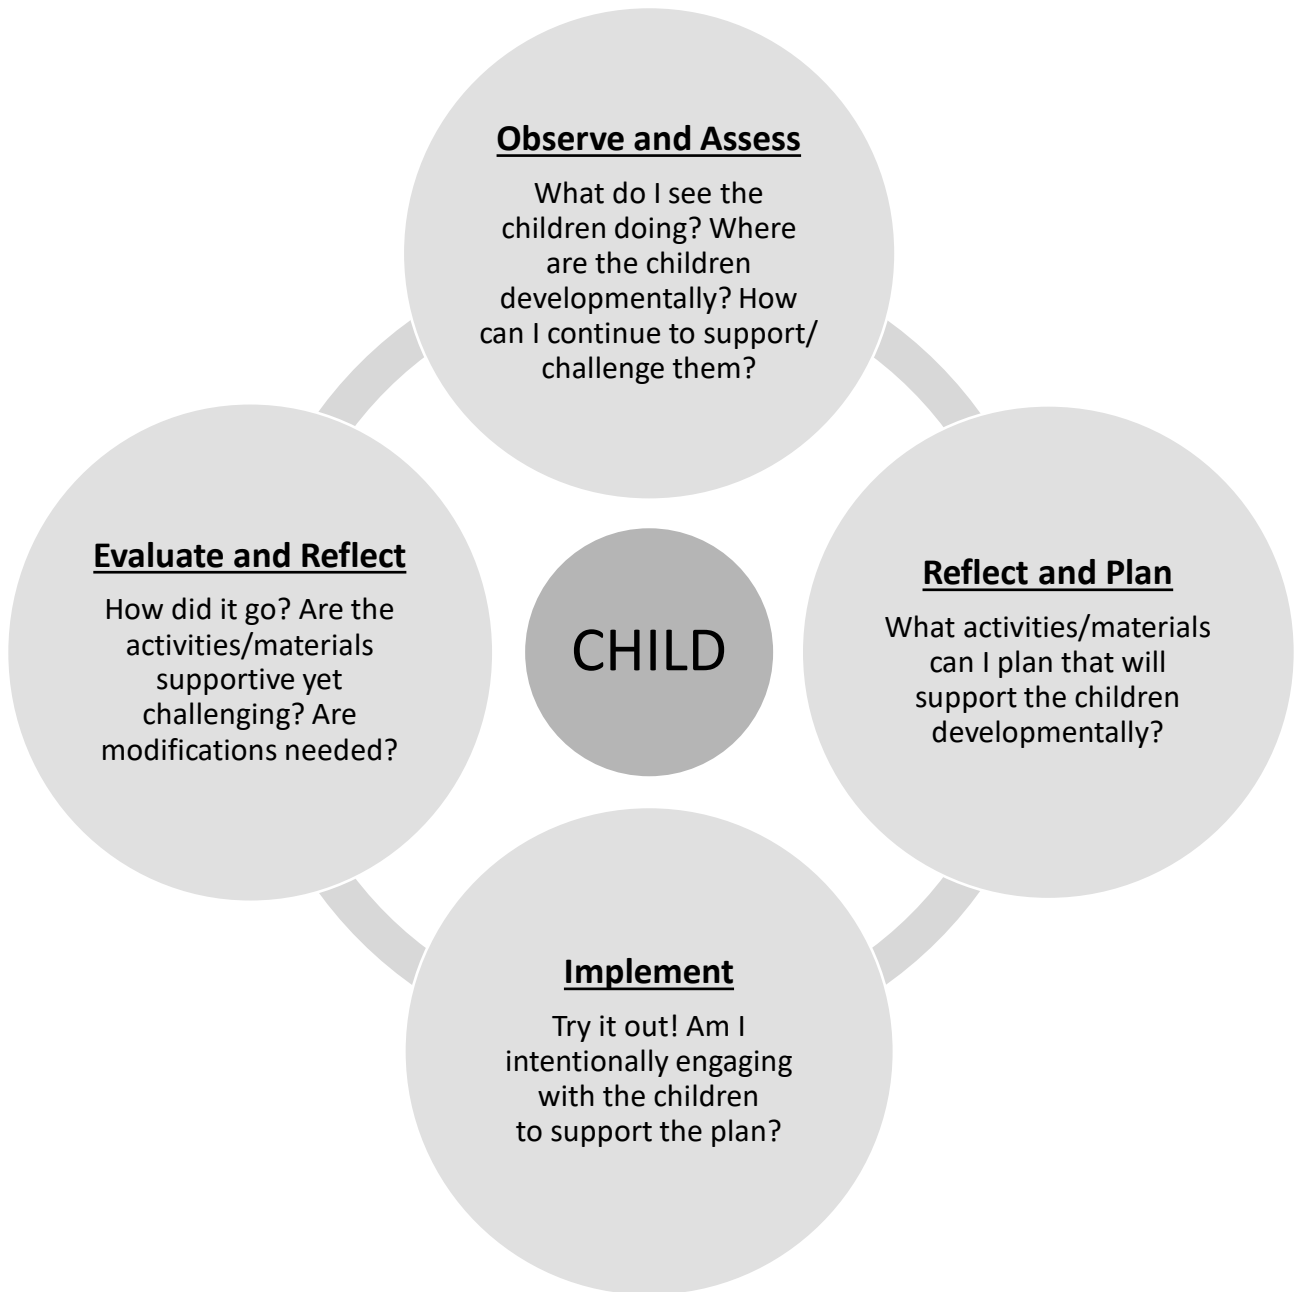 Observe and Assess
What do I see the
children doing? Where
are the children
developmentally? How
can I continue to support/
challenge them?
Evaluate and Reflect
How did it go? Are the
activities/materials
supportive yet
challenging? Are
modifications needed?
CHILD
Reflect and Plan
What activities/materials
can I plan that will
support the children
developmentally?
Implement
Try it out! Am I
intentionally engaging
with the children
to support the plan?